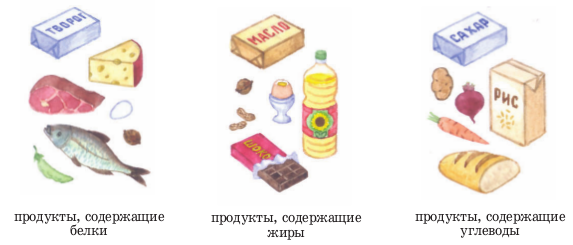 ТВОРОГ
МАСЛО
ШОКО
САХАР
РИС
продукты, содержащие
белки
продукты, содержащие
жиры
продукты, содержащие
углеводы